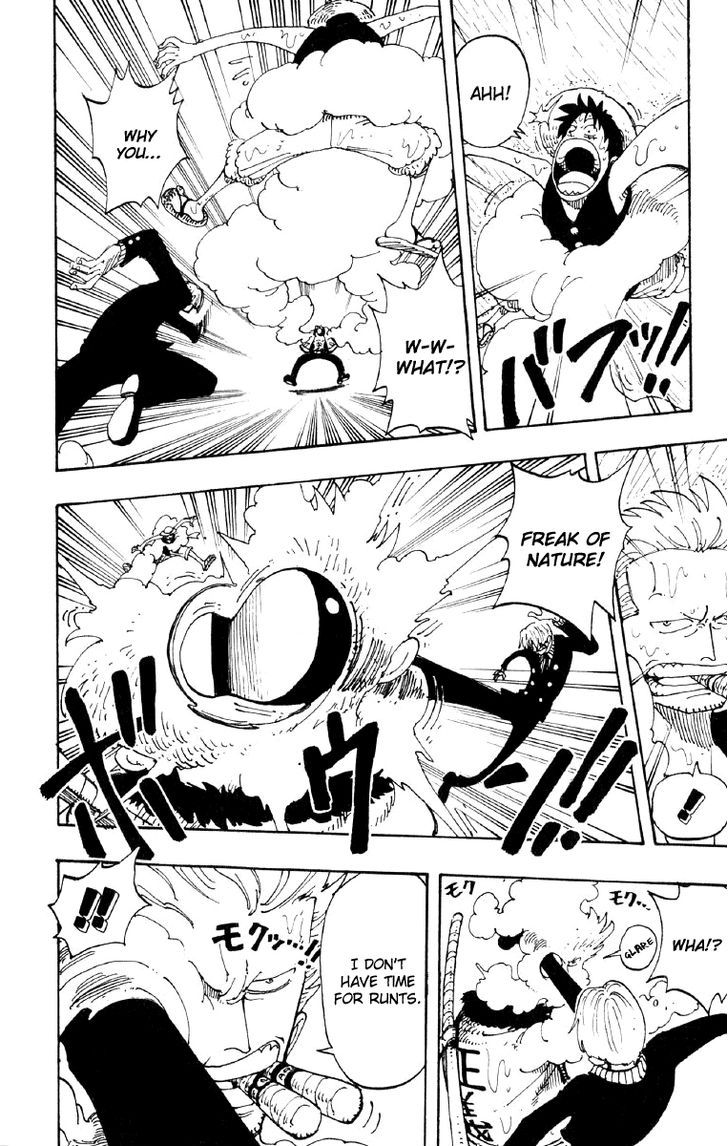 AHH!
バフッ!!
WHY
YOU...
W-W-
WHAT!?
!!
FREAK OF
NATURE!
ボウン!!!
モク
モク...
GLARE
WHA!?
I DON'T
HAVE TIME
FOR RUNTS.
モクッ…!!
!!